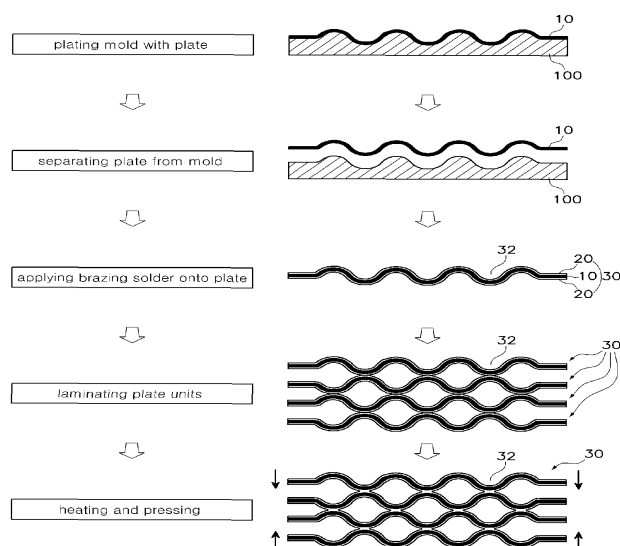 plating mold with plate
10
100
separating plate from mold
10
100
applying brazing solder onto plate
32
20
10
20
30
laminating plate units
32
30
heating and pressing
32
30